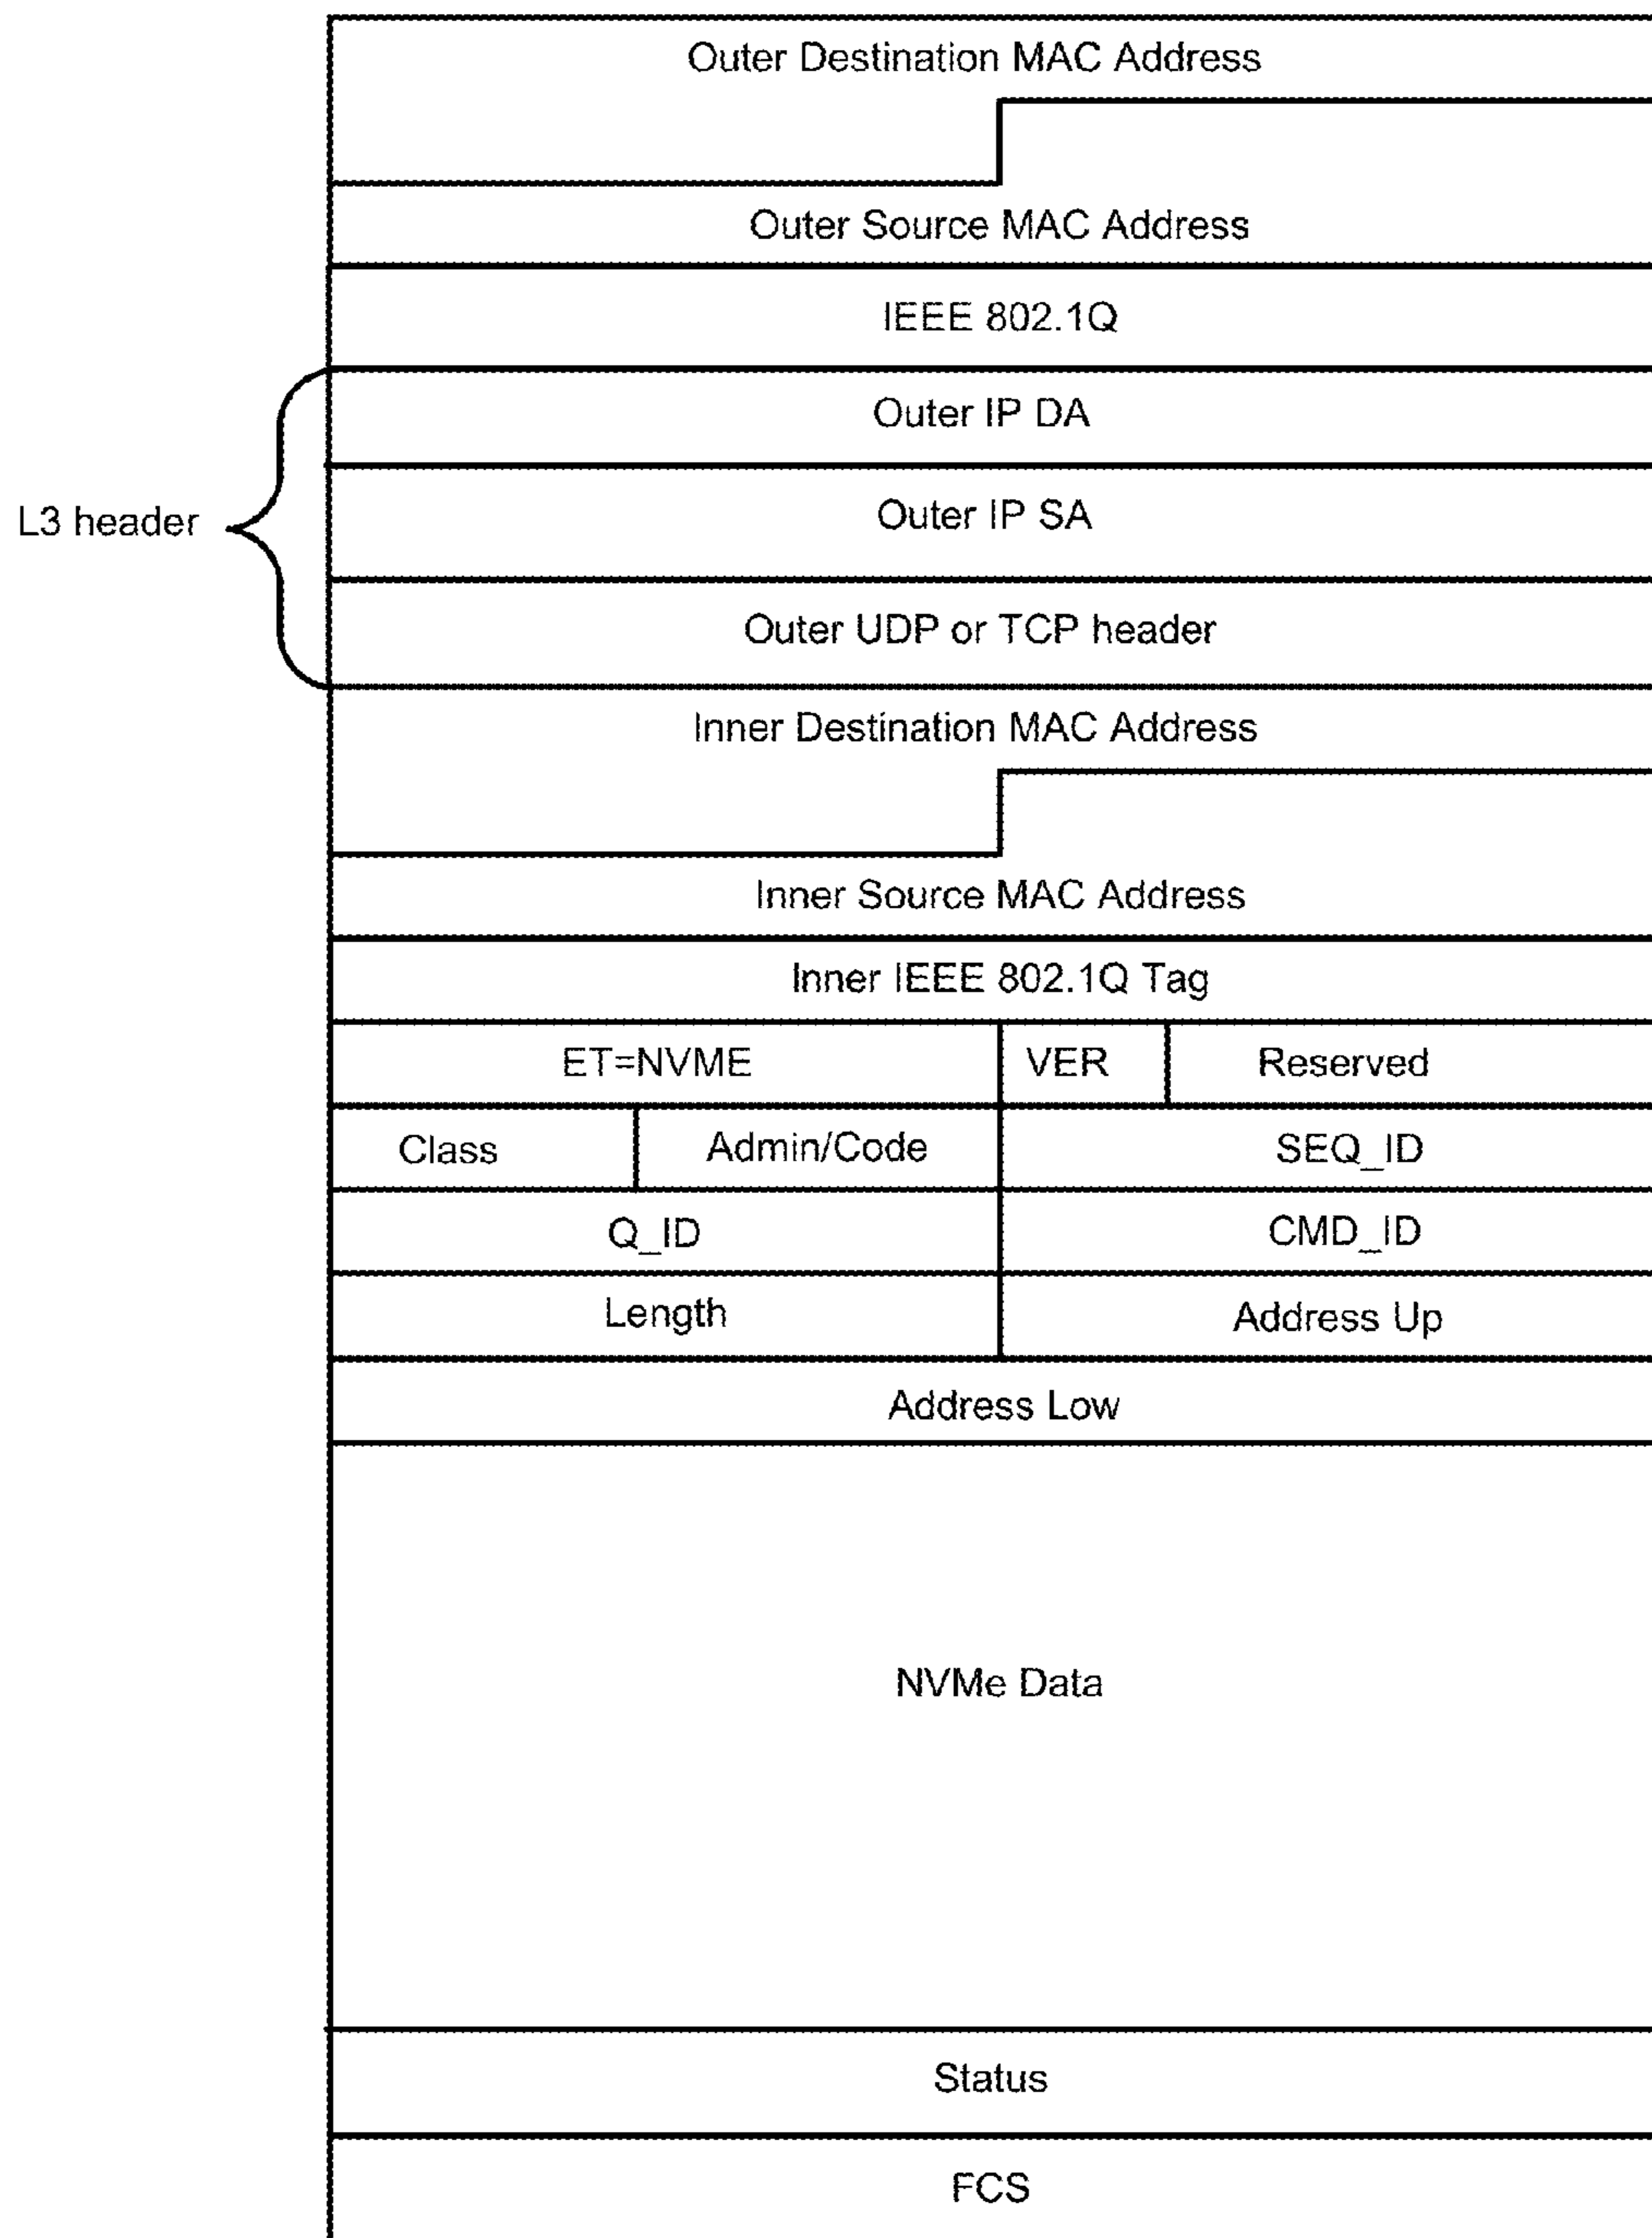 Outer Destination MAC Address
Outer Source MAC Address
IEEE 802.1Q
Outer IP DA
L3 header
Outer IP SA
Outer UDP or TCP header
Inner Destination MAC Address
Inner Source MAC Address
Inner IEEE 802.1Q Tag
ET=NVME VER Reserved
Class Admin/Code SEQ_ID
Q_ID CMD_ID
Length Address Up
Address Low
NVMe Data
Status
FCS